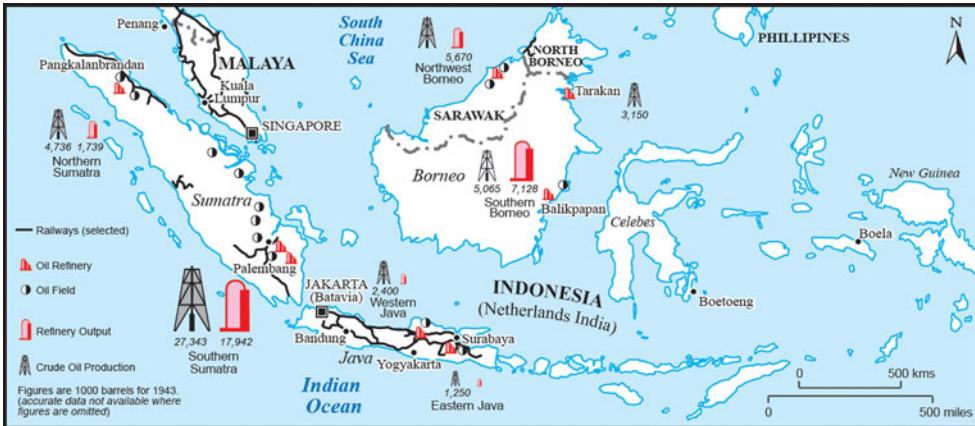 Penang
South
China
Sea
PHILLIPINES
N
MALAYA
Kuala
Lumpur
SINGAPORE
Pangkalanbrandan
4,736 1,739
Northern
Sumatra
Sumatra
5,670
Northwest
Borneo
NORTH
BORNEO
Tarakan
3,150
SARAWAK
Borneo
5,065 7,128
Southern
Borneo
Balikpapan
Celebes
New Guinea
Boela
Boetoeng
INDONESIA
(Netherlands India)
Palembang
27,343 17,942
Southern
Sumatra
JAKARTA
(Batavia)
2,400
Western
Java
Bandung
Java
Yogyakarta
Surabaya
1,250
Eastern Java
Indian
Ocean
Railways (selected)
Oil Refinery
Oil Field
Refinery Output
Crude Oil Production
Figures are 1000 barrels for 1943.
(accurate data not available where
figures are omitted)
0 500 kms
0 500 miles